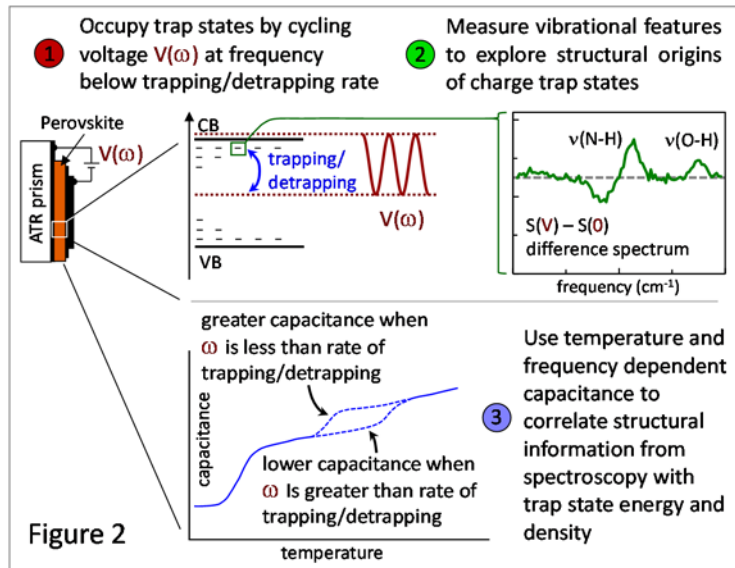 1
Occupy trap states by cycling
voltage V(ω) at frequency
below trapping/detrapping rate
2
Measure vibrational features
to explore structural origins
of charge trap states
Perovskite
V(ω)
ATR prism
CB
trapping/
detrapping
V(ω)
VB
ν(N-H)
ν(O-H)
S(V) – S(0)
difference spectrum
frequency (cm⁻¹)
greater capacitance when
ω is less than rate of
trapping/detrapping
capacitance
lower capacitance when
ω Is greater than rate of
trapping/detrapping
temperature
3
Use temperature and
frequency dependent
capacitance to
correlate structural
information from
spectroscopy with
trap state energy and
density
Figure 2